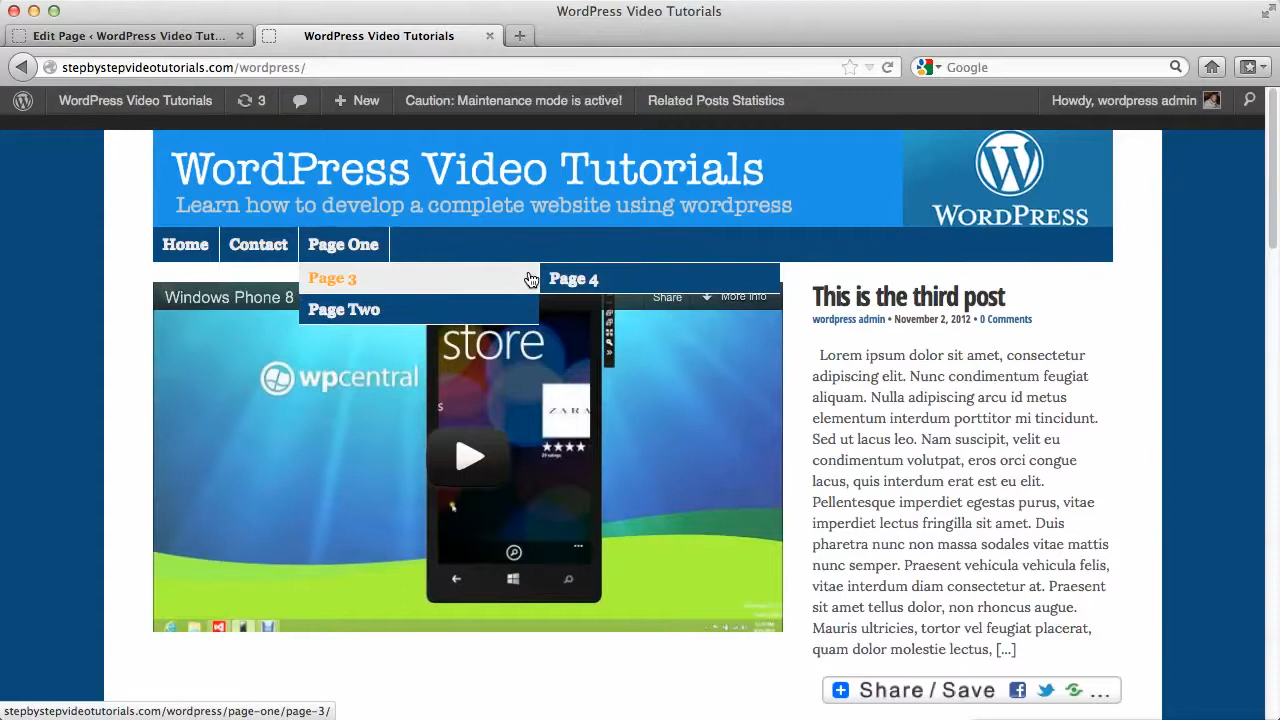 WordPress Video Tutorials
Edit Page ‹ WordPress Video Tut...
WordPress Video Tutorials
stepbystepvideotutorials.com/wordpress/
Google
WordPress Video Tutorials
3
New
Caution: Maintenance mode is active!
Related Posts Statistics
Howdy, wordpress admin
WordPress Video Tutorials
Learn how to develop a complete website using wordpress
WORDPRESS
Home
Contact
Page One
Page 3
Page 4
Page Two
Windows Phone 8
Share
More Info
wpcentral
store
s
ZARA
This is the third post
wordpress admin • November 2, 2012 • 0 Comments
Lorem ipsum dolor sit amet, consectetur
adipiscing elit. Nunc condimentum feugiat
aliquam. Nulla adipiscing arcu id metus
elementum interdum porttitor mi tincidunt.
Sed ut lacus leo. Nam suscipit, velit eu
condimentum volutpat, eros orci congue
lacus, quis interdum erat est eu elit.
Pellentesque imperdiet egestas purus, vitae
imperdiet lectus fringilla sit amet. Duis
pharetra nunc non massa sodales vitae mattis
nunc semper. Praesent vehicula vehicula felis,
vitae interdum diam consectetur at. Praesent
sit amet tellus dolor, non rhoncus augue.
Mauris ultricies, tortor vel feugiat placerat,
quam dolor molestie lectus, [...]
Share / Save
...
stepbystepvideotutorials.com/wordpress/page-one/page-3/